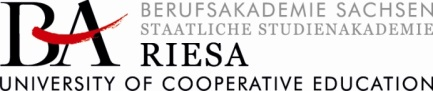 BA
BERUFSAKADEMIE SACHSEN
STAATLICHE STUDIENAKADEMIE
RIESA
UNIVERSITY OF COOPERATIVE EDUCATION